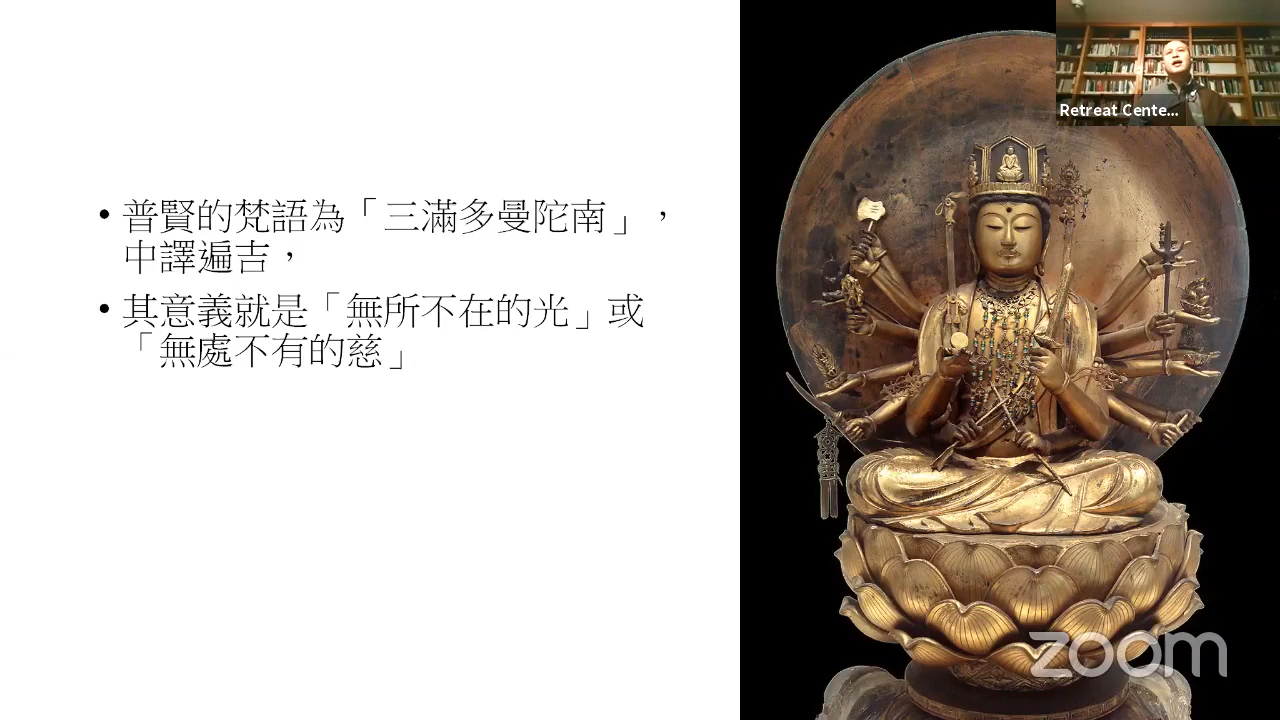 • 普賢的梵語為「三滿多曼陀南」，
中譯遍吉，
• 其意義就是「無所不在的光」或
「無處不有的慈」
Retreat Cente...
zoom